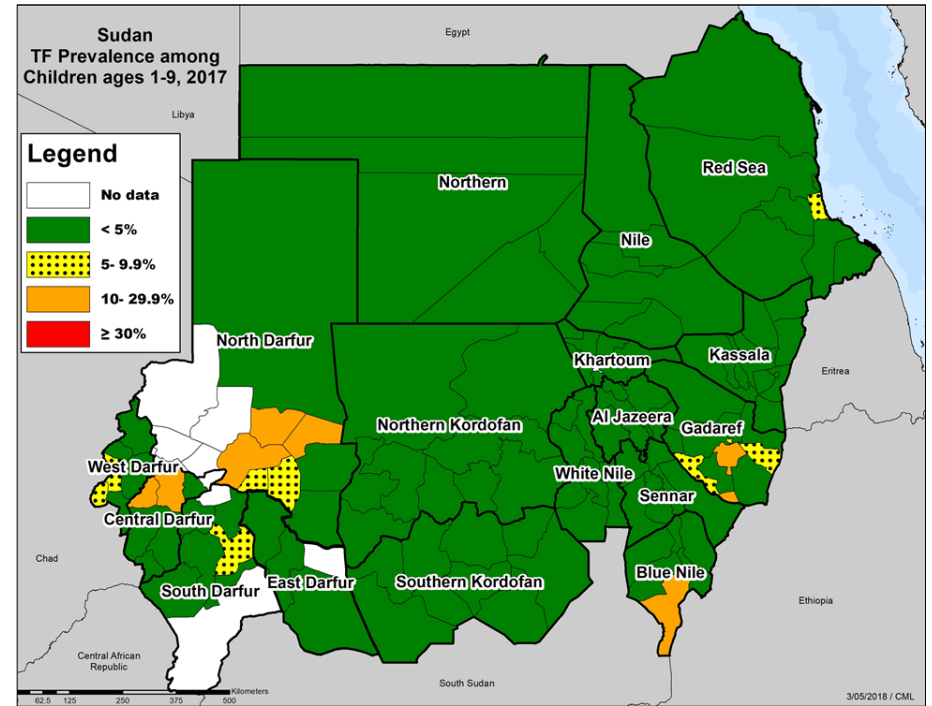 Sudan
TF Prevalence among
Children ages 1-9, 2017
Egypt
Libya
Legend
No data
< 5%
5- 9.9%
10- 29.9%
≥ 30%
Red Sea
Northern
Nile
North Darfur
Khartoum
Kassala
Eritrea
Al Jazeera
Northern Kordofan
Gadaref
West Darfur
White Nile
Sennar
Central Darfur
Chad
Blue Nile
East Darfur
Southern Kordofan
South Darfur
Ethiopia
Central African
Republic
South Sudan
Kilometers
0 62.5 125 250 375 500
3/05/2018 / CML